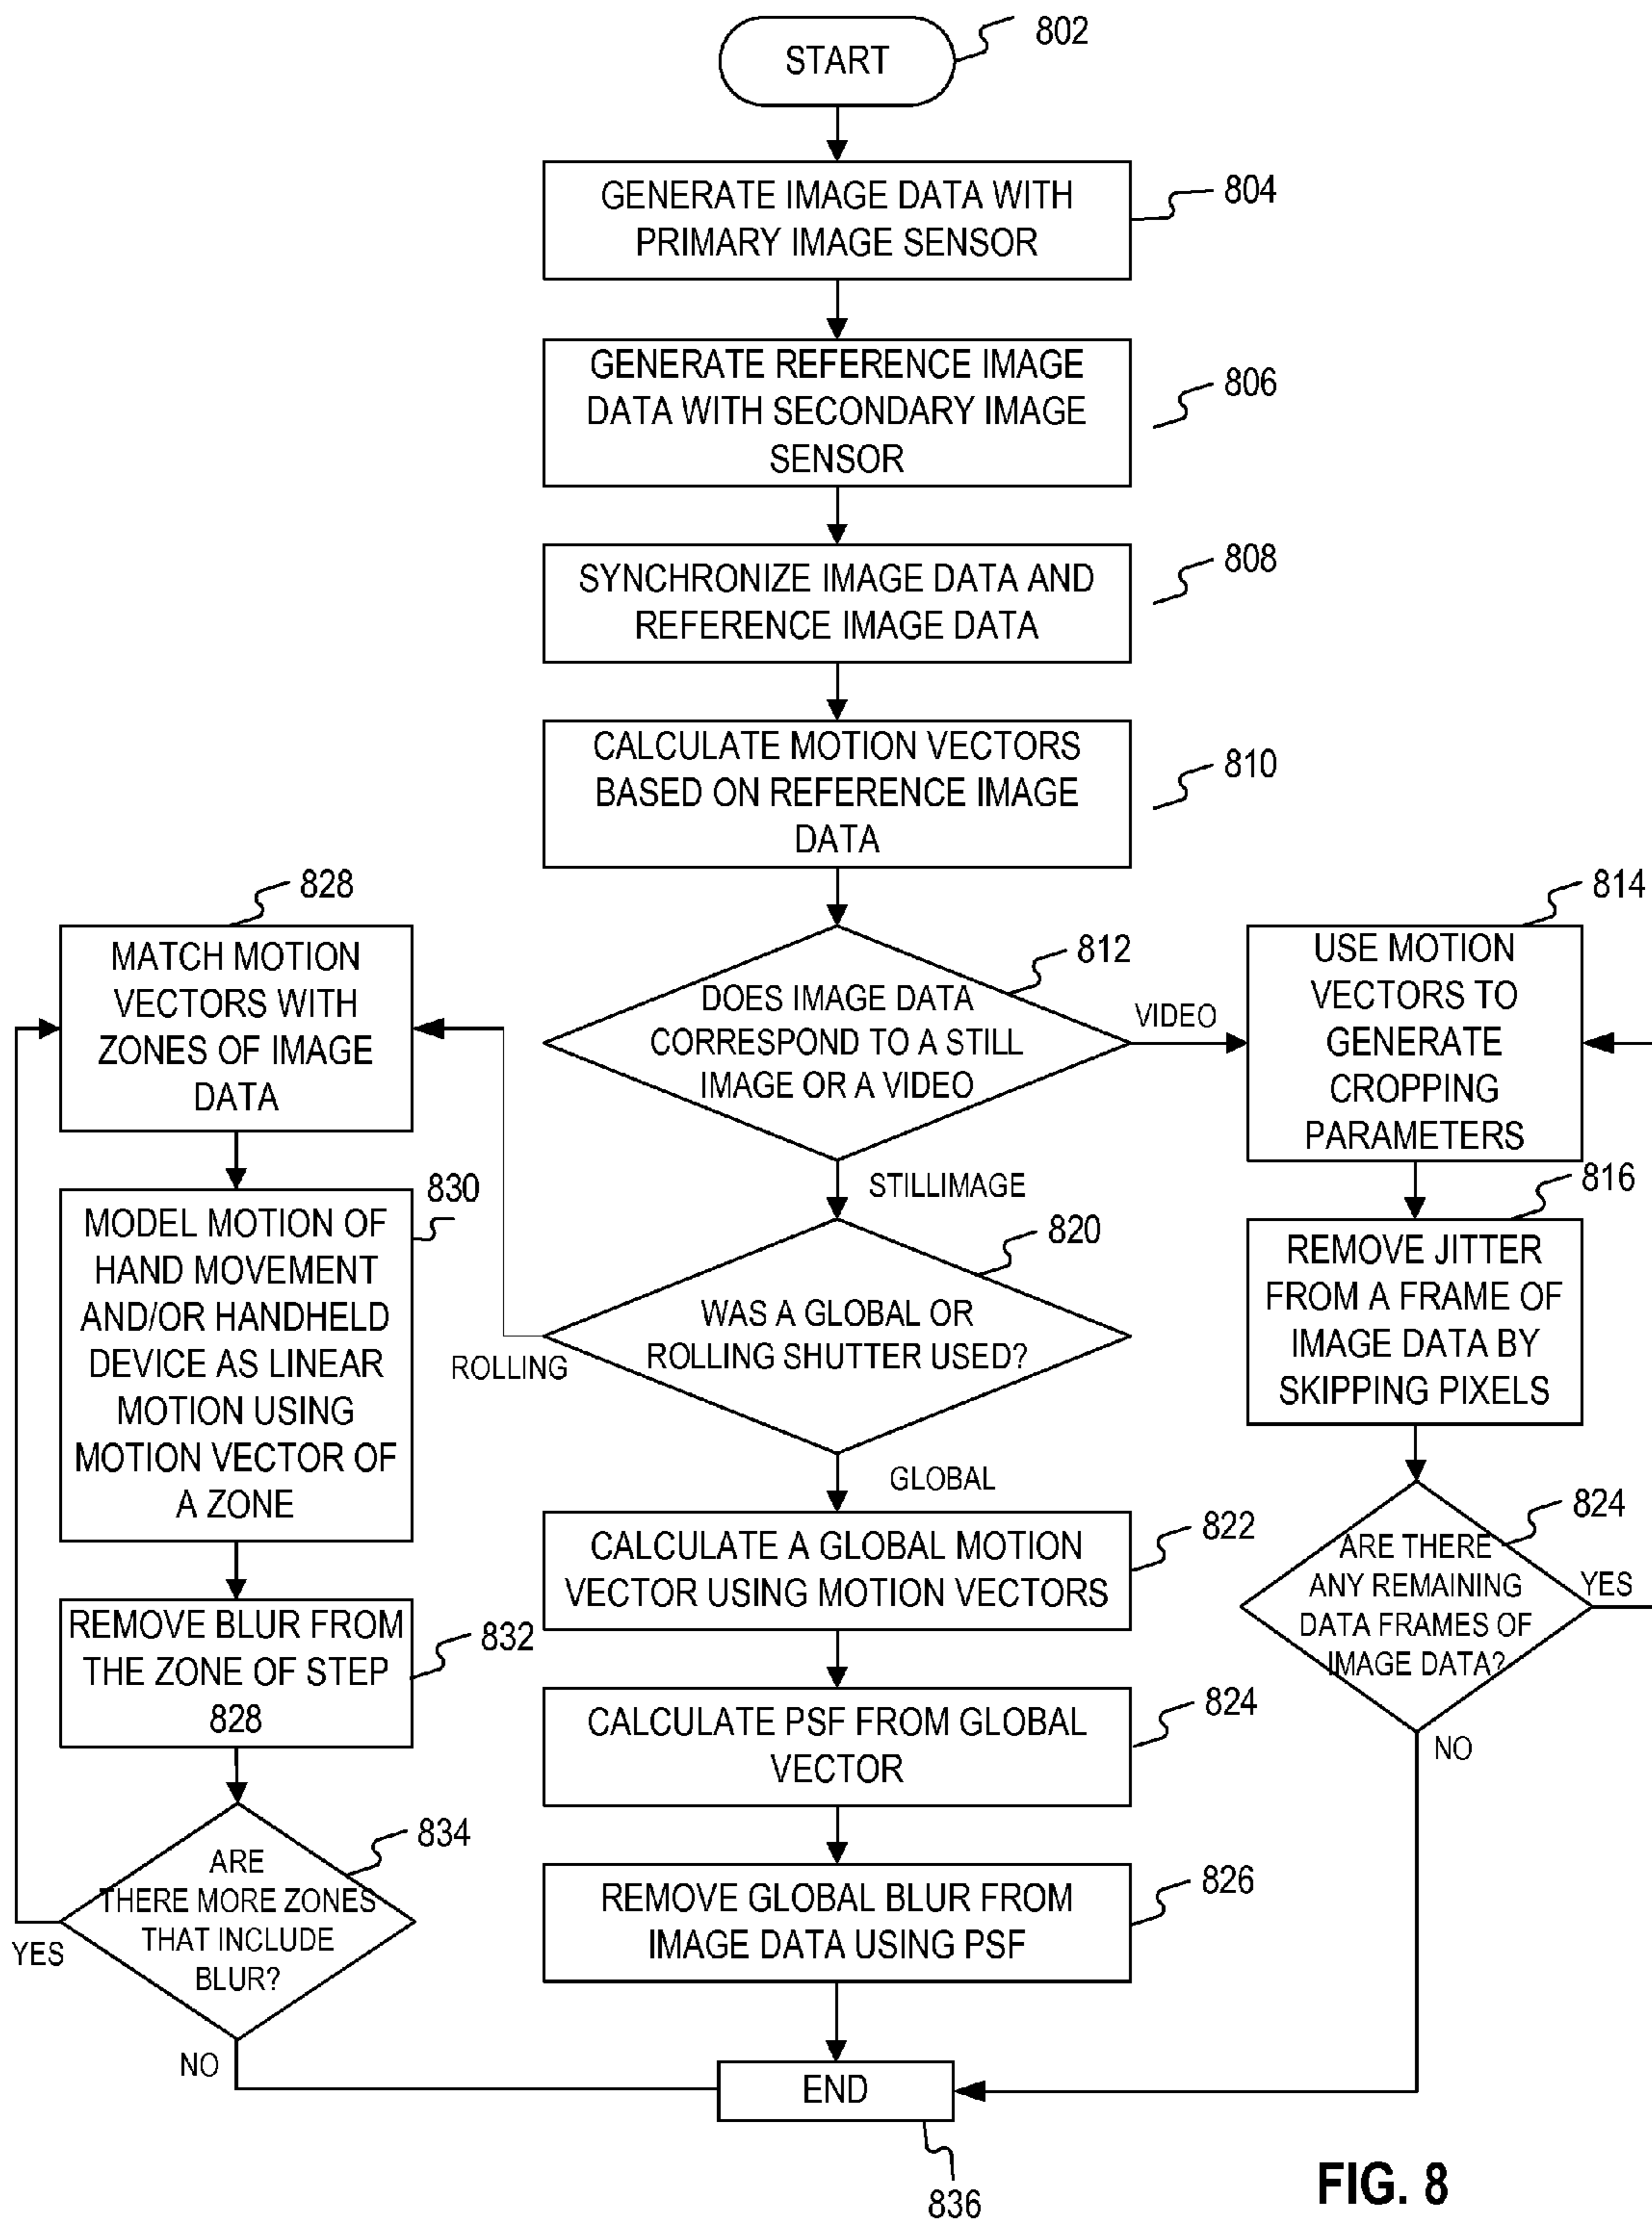 802
START
804
GENERATE IMAGE DATA WITH
PRIMARY IMAGE SENSOR
806
GENERATE REFERENCE IMAGE
DATA WITH SECONDARY IMAGE
SENSOR
808
SYNCHRONIZE IMAGE DATA AND
REFERENCE IMAGE DATA
810
CALCULATE MOTION VECTORS
BASED ON REFERENCE IMAGE
DATA
812
DOES IMAGE DATA
CORRESPOND TO A STILL
IMAGE OR A VIDEO
VIDEO
STILLIMAGE
814
USE MOTION
VECTORS TO
GENERATE
CROPPING
PARAMETERS
816
REMOVE JITTER
FROM A FRAME OF
IMAGE DATA BY
SKIPPING PIXELS
824
ARE THERE
ANY REMAINING
DATA FRAMES OF
IMAGE DATA?
YES
NO
820
WAS A GLOBAL OR
ROLLING SHUTTER USED?
ROLLING
GLOBAL
822
CALCULATE A GLOBAL MOTION
VECTOR USING MOTION VECTORS
824
CALCULATE PSF FROM GLOBAL
VECTOR
826
REMOVE GLOBAL BLUR FROM
IMAGE DATA USING PSF
828
MATCH MOTION
VECTORS WITH
ZONES OF IMAGE
DATA
830
MODEL MOTION OF
HAND MOVEMENT
AND/OR HANDHELD
DEVICE AS LINEAR
MOTION USING
MOTION VECTOR OF
A ZONE
832
REMOVE BLUR FROM
THE ZONE OF STEP
828
834
ARE
THERE MORE ZONES
THAT INCLUDE
BLUR?
YES
NO
END
836
FIG. 8